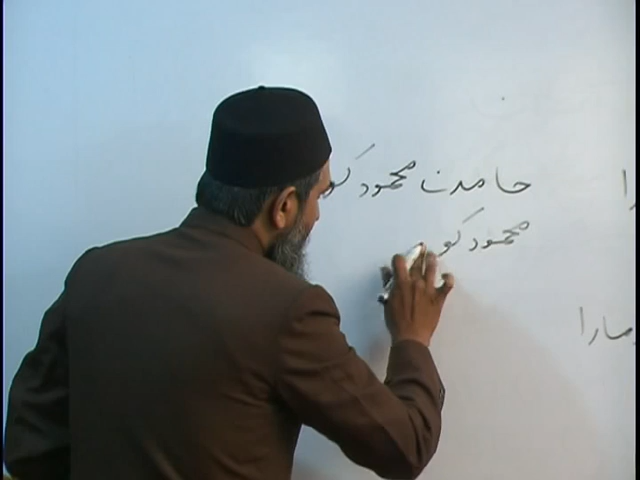 حامد نے محمود کو
محمود کو
مارا